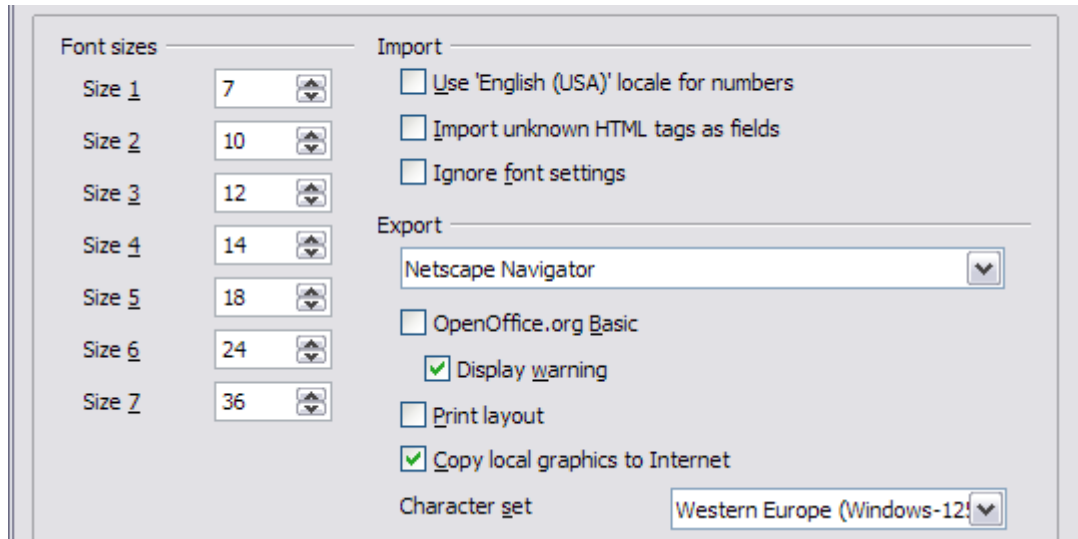 Font sizes
Size 1 7
Size 2 10
Size 3 12
Size 4 14
Size 5 18
Size 6 24
Size 7 36
Import
Use 'English (USA)' locale for numbers
Import unknown HTML tags as fields
Ignore font settings
Export
Netscape Navigator
OpenOffice.org Basic
Display warning
Print layout
Copy local graphics to Internet
Character set Western Europe (Windows-125